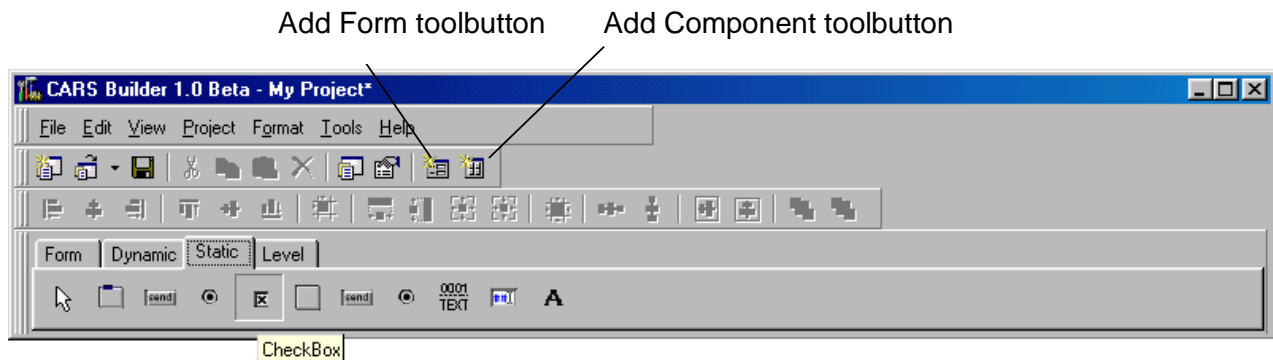 Add Form toolbutton Add Component toolbutton
CARS Builder 1.0 Beta - My Project*
File Edit View Project Format Tools Help
Form Dynamic Static Level
send send 0001 ## A
TEXT
CheckBox